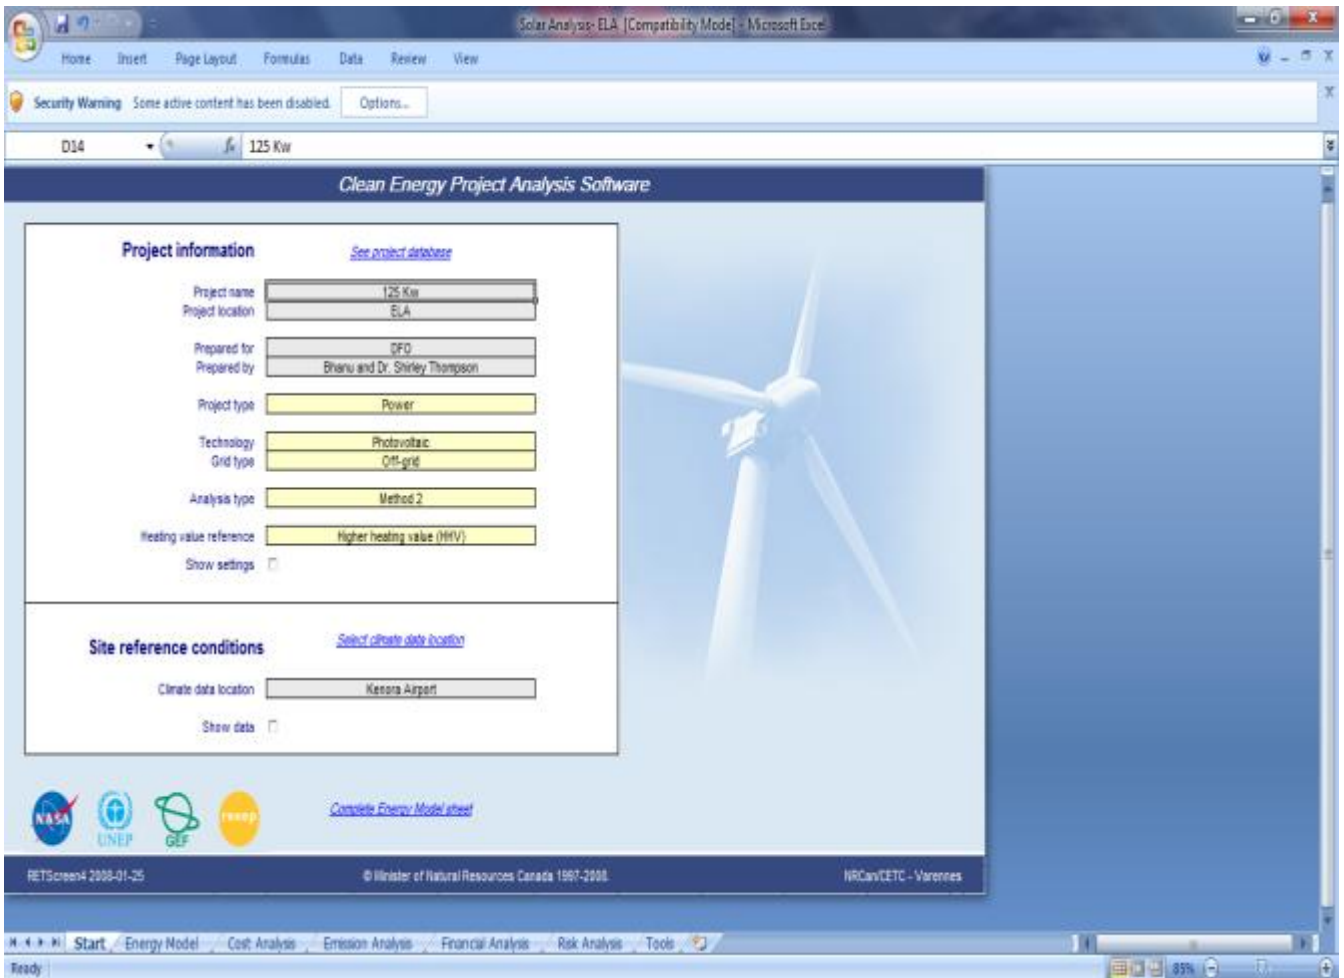 Solar Analysis- ELA [Compatibility Mode] - Microsoft Excel
Home Insert Page Layout Formulas Data Review View
Security Warning Some active content has been disabled. Options...
D14 fx 125 Kw
Clean Energy Project Analysis Software
Project information See project database
Project name 125 Kw
Project location ELA
Prepared for DFO
Prepared by Bhanu and Dr. Shirley Thompson
Project type Power
Technology Photovoltaic
Grid type Off-grid
Analysis type Method 2
Heating value reference Higher heating value (HHV)
Show settings
Site reference conditions Select climate data location
Climate data location Kenora Airport
Show data
NASA UNEP GEF reeep
Complete Energy Model sheet
RETScreen4 2008-01-25 © Minister of Natural Resources Canada 1997-2008. NRCan/CETC - Varennes
Start Energy Model Cost Analysis Emission Analysis Financial Analysis Risk Analysis Tools
Ready 85%